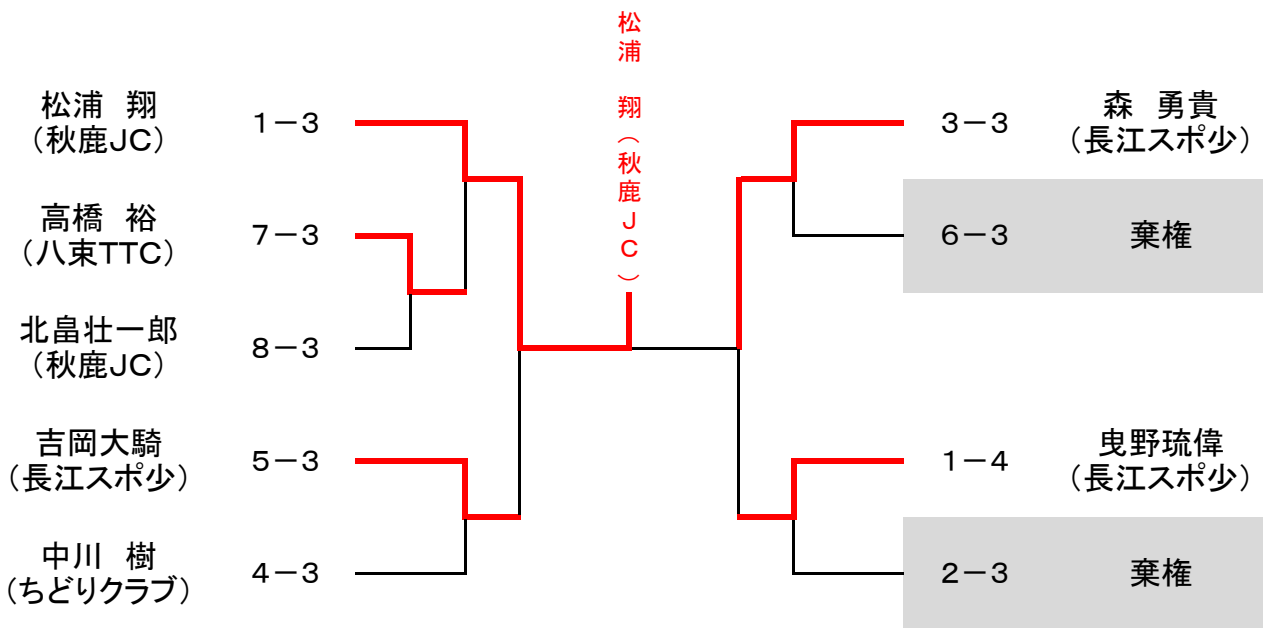 松浦　翔（秋鹿ＪＣ）
松浦　翔
（秋鹿JC）
１－３
高橋　裕
（八束TTC）
７－３
北畠壮一郎
（秋鹿JC）
８－３
吉岡大騎
（長江スポ少）
５－３
中川　樹
（ちどりクラブ）
４－３
３－３
森　勇貴
（長江スポ少）
６－３
棄権
１－４
曳野琉偉
（長江スポ少）
２－３
棄権